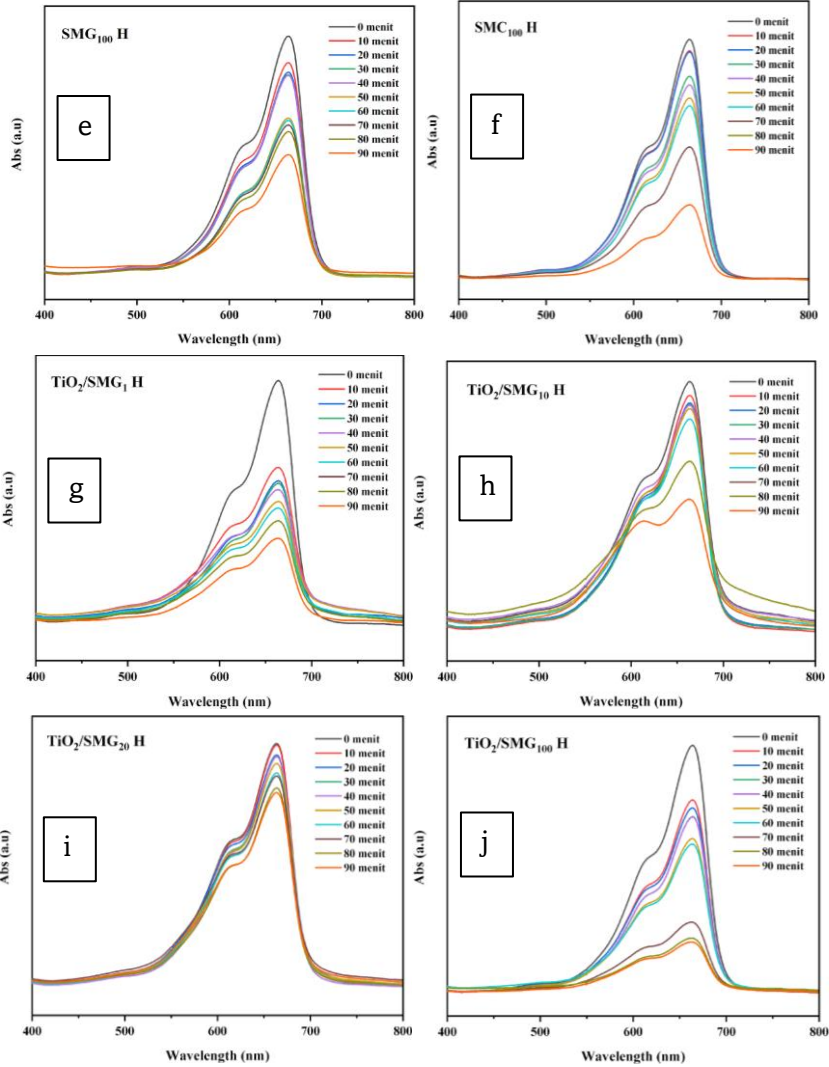 SMG₁₀₀ H
0 menit
10 menit
20 menit
30 menit
40 menit
50 menit
60 menit
70 menit
80 menit
90 menit
e
Abs (a.u)
400 500 600 700 800
Wavelength (nm)
SMC₁₀₀ H
0 menit
10 menit
20 menit
30 menit
40 menit
50 menit
60 menit
70 menit
80 menit
90 menit
f
Abs (a.u)
400 500 600 700 800
Wavelength (nm)
TiO₂/SMG₁ H
0 menit
10 menit
20 menit
30 menit
40 menit
50 menit
60 menit
70 menit
80 menit
90 menit
g
Abs (a.u)
400 500 600 700 800
Wavelength (nm)
TiO₂/SMG₁₀ H
0 menit
10 menit
20 menit
30 menit
40 menit
50 menit
60 menit
70 menit
80 menit
90 menit
h
Abs (a.u)
400 500 600 700 800
Wavelength (nm)
TiO₂/SMG₂₀ H
0 menit
10 menit
20 menit
30 menit
40 menit
50 menit
60 menit
70 menit
80 menit
90 menit
i
Abs (a.u)
400 500 600 700 800
Wavelength (nm)
TiO₂/SMG₁₀₀ H
0 menit
10 menit
20 menit
30 menit
40 menit
50 menit
60 menit
70 menit
80 menit
90 menit
j
Abs (a.u)
400 500 600 700 800
Wavelength (nm)